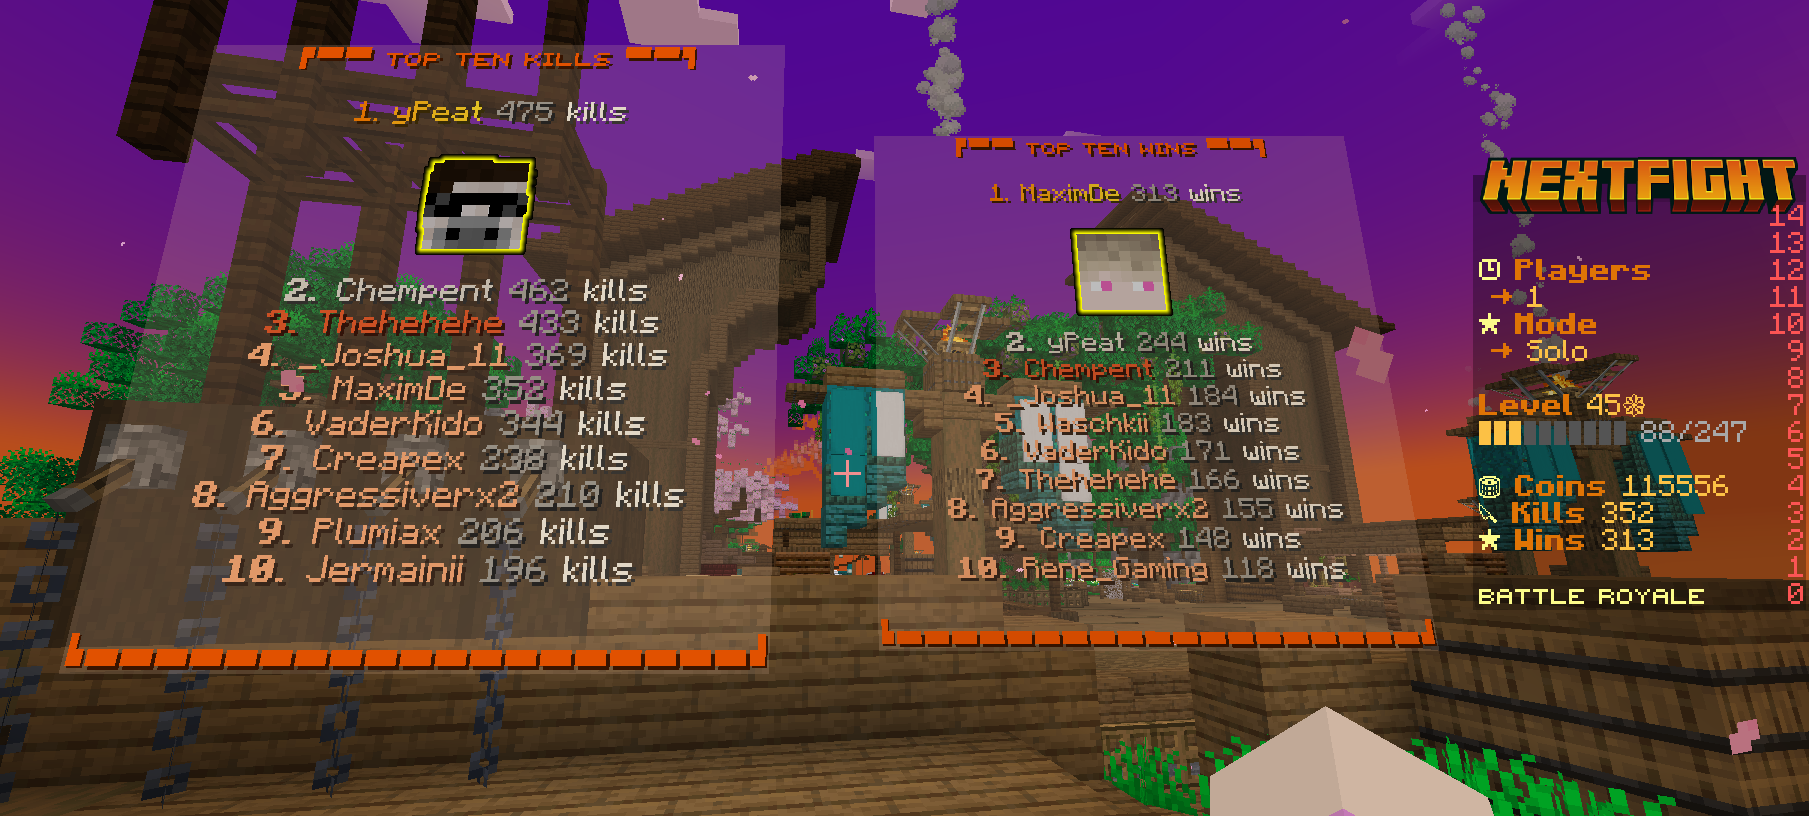 TOP TEN KILLS
1. yPeat 475 kills
2. Chempent 463 kills
3. Thehehehe 433 kills
4. _Joshua_11 369 kills
5. MaximDe 352 kills
6. VaderKido 344 kills
7. Creapex 238 kills
8. Aggressiverx2 210 kills
9. Plumiax 206 kills
10. Jermainii 196 kills
TOP TEN WINS
1. MaximDe 313 wins
2. yPeat 244 wins
3. Chempent 211 wins
4. _Joshua_11 184 wins
5. Waschkii 183 wins
6. VaderKido 171 wins
7. Thehehehe 166 wins
8. Aggressiverx2 155 wins
9. Creapex 148 wins
10. Rene_Gaming 118 wins
NEXTFIGHT
14
13
Players 12
→ 1 11
★ Mode 10
→ Solo 9
8
Level 45 7
88/247 6
5
Coins 115556 4
Kills 352 3
★ Wins 313 2
1
BATTLE ROYALE 0